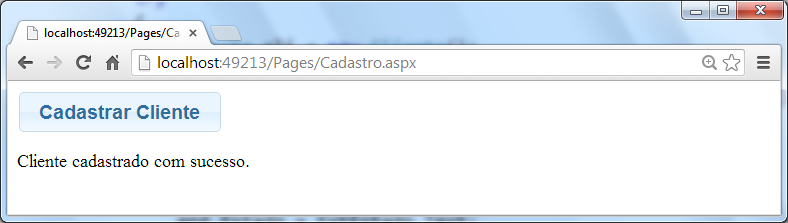 localhost:49213/Pages/Ca
localhost:49213/Pages/Cadastro.aspx
Cadastrar Cliente
Cliente cadastrado com sucesso.